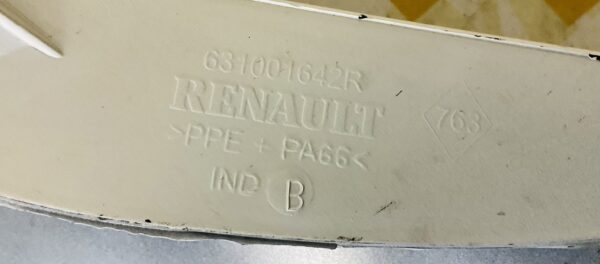 631001642R
RENAULT
>PPE + PA66<
IND B
763